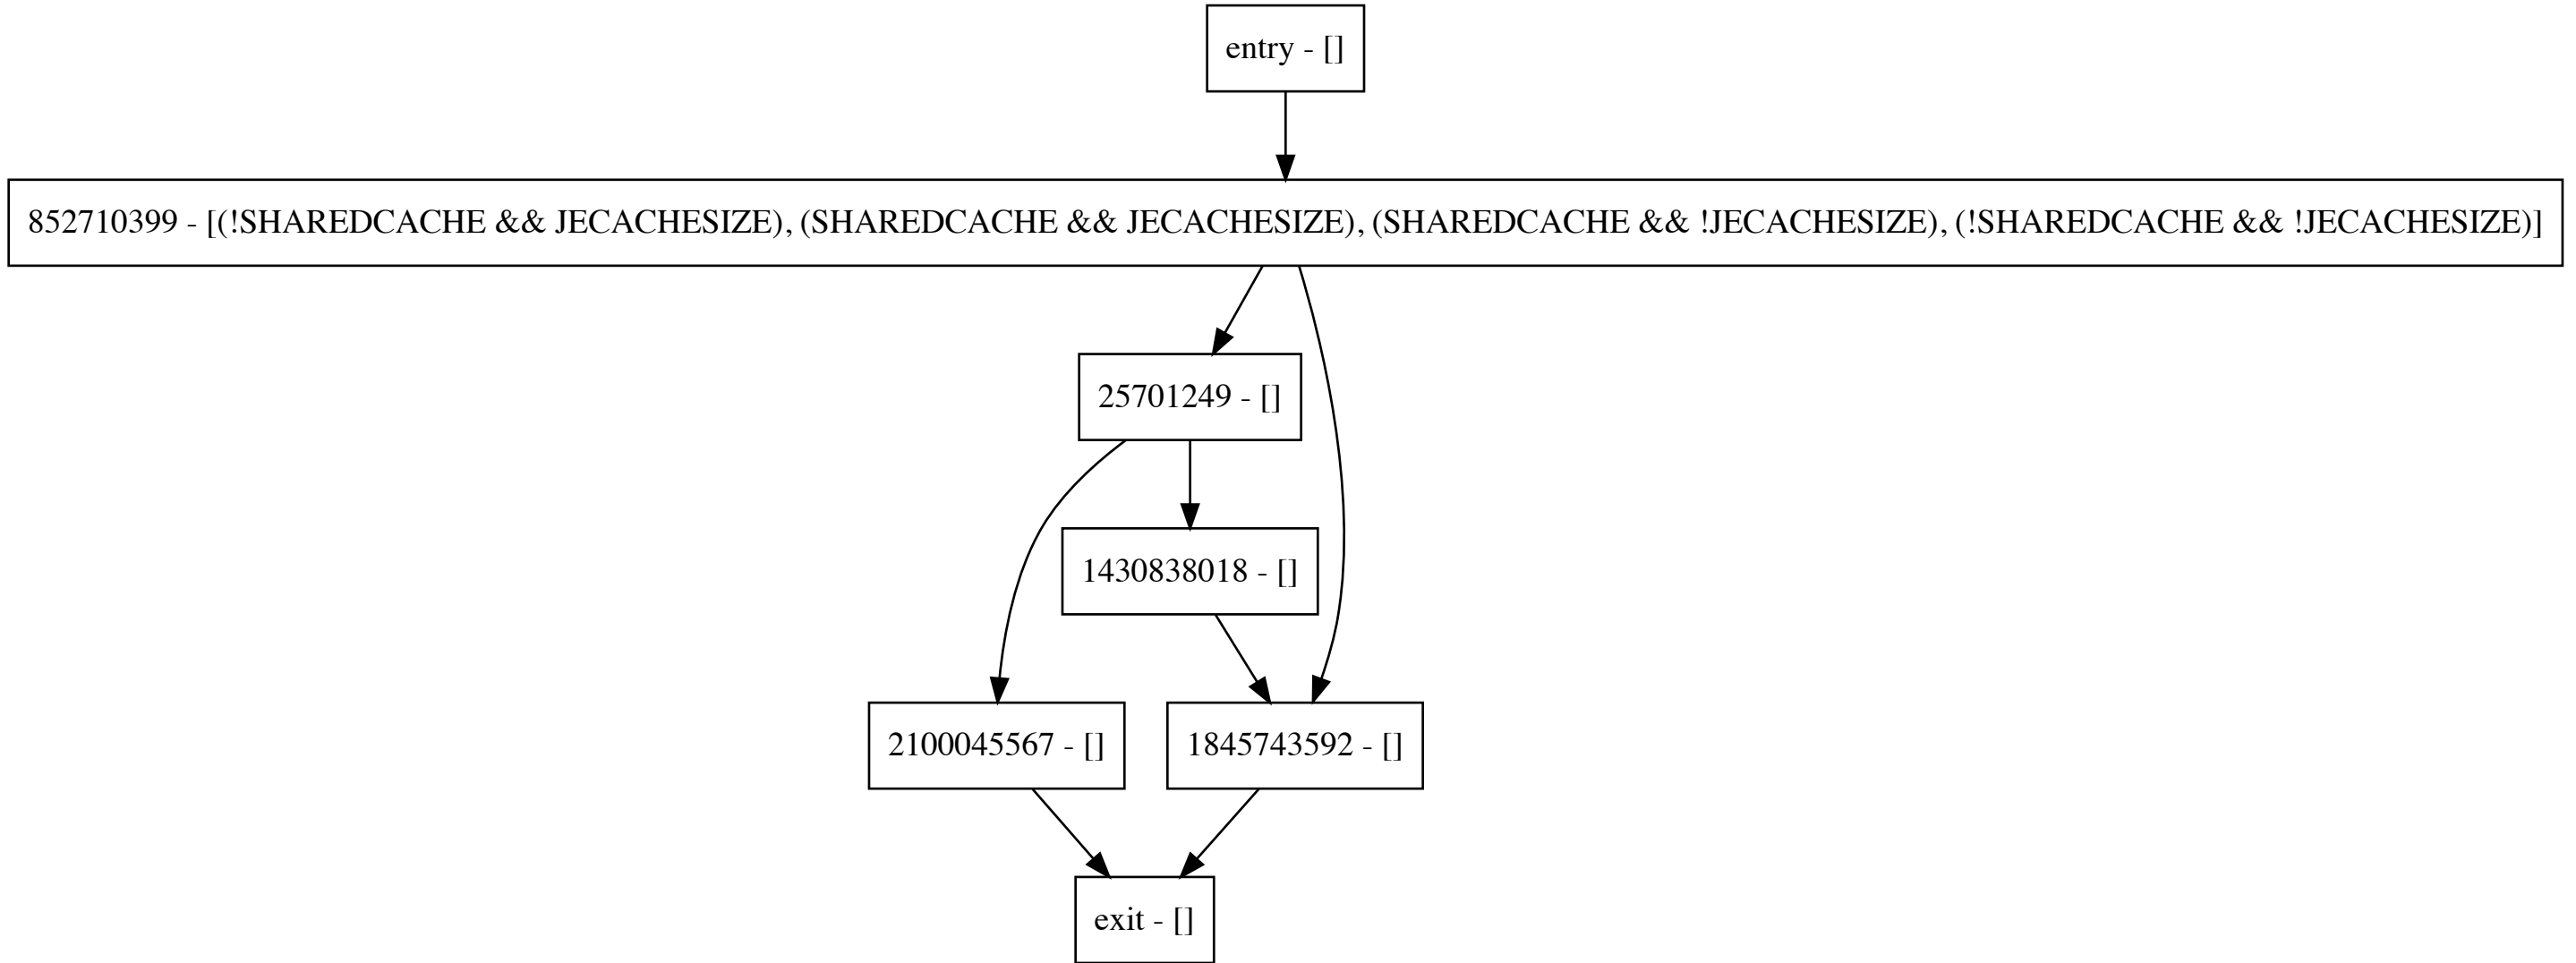 entry - []
852710399 - [(!SHAREDCACHE && JECACHESIZE), (SHAREDCACHE && JECACHESIZE), (SHAREDCACHE && !JECACHESIZE), (!SHAREDCACHE && !JECACHESIZE)]
25701249 - []
1430838018 - []
2100045567 - []
1845743592 - []
exit - []